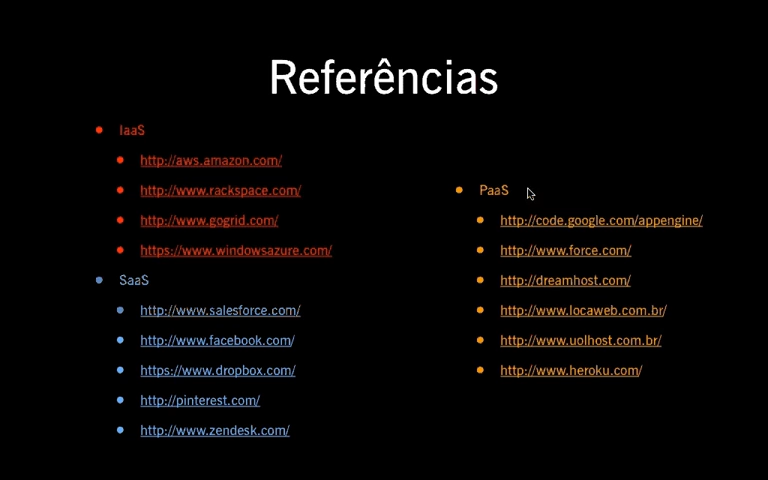 Referências
IaaS
http://aws.amazon.com/
http://www.rackspace.com/
http://www.gogrid.com/
https://www.windowsazure.com/
SaaS
http://www.salesforce.com/
http://www.facebook.com/
https://www.dropbox.com/
http://pinterest.com/
http://www.zendesk.com/
PaaS
http://code.google.com/appengine/
http://www.force.com/
http://dreamhost.com/
http://www.locaweb.com.br/
http://www.uolhost.com.br/
http://www.heroku.com/